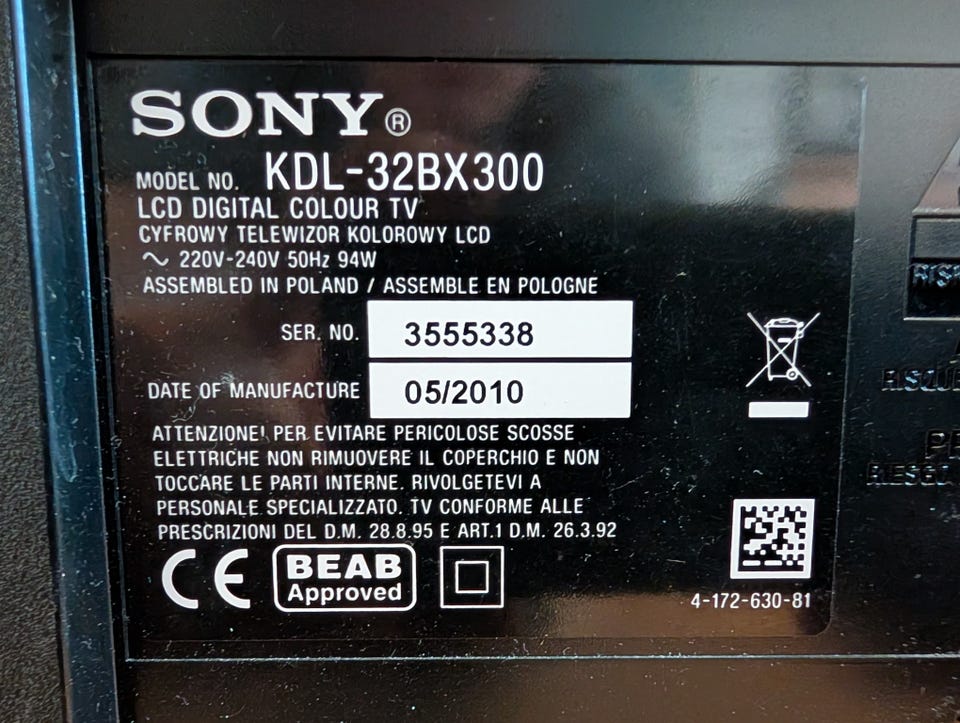 SONY®
MODEL NO. KDL-32BX300
LCD DIGITAL COLOUR TV
CYFROWY TELEWIZOR KOLOROWY LCD
∼ 220V-240V 50Hz 94W
ASSEMBLED IN POLAND / ASSEMBLE EN POLOGNE
SER. NO. 3555338
DATE OF MANUFACTURE 05/2010
ATTENZIONE! PER EVITARE PERICOLOSE SCOSSE
ELETTRICHE NON RIMUOVERE IL COPERCHIO E NON
TOCCARE LE PARTI INTERNE. RIVOLGETEVI A
PERSONALE SPECIALIZZATO. TV CONFORME ALLE
PRESCRIZIONI DEL D.M. 28.8.95 E ART.1 D.M. 26.3.92
CE
BEAB
Approved
4-172-630-81
RIESGO